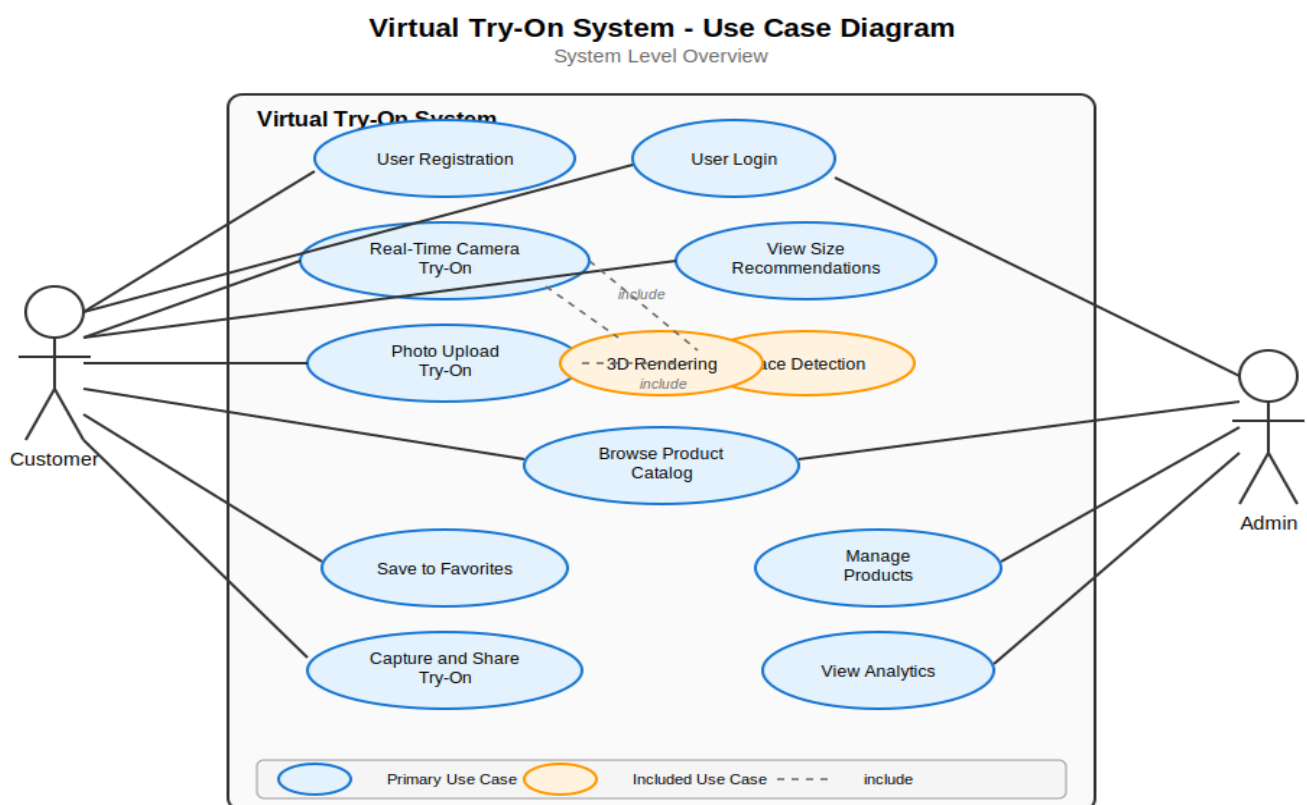 Virtual Try-On System - Use Case Diagram
System Level Overview
Virtual Try-On System
User Registration
User Login
Real-Time Camera
Try-On
View Size
Recommendations
include
Photo Upload
Try-On
3D Rendering
ace Detection
include
Customer
Browse Product
Catalog
Admin
Save to Favorites
Manage
Products
Capture and Share
Try-On
View Analytics
Primary Use Case
Included Use Case
include